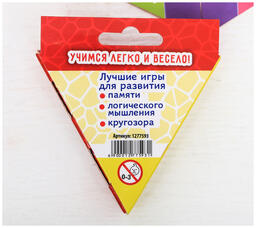 УЧИМСЯ ЛЕГКО И ВЕСЕЛО!
Лучшие игры
для развития
• памяти
• логического
мышления
• кругозора
Артикул: 1277593
0-3